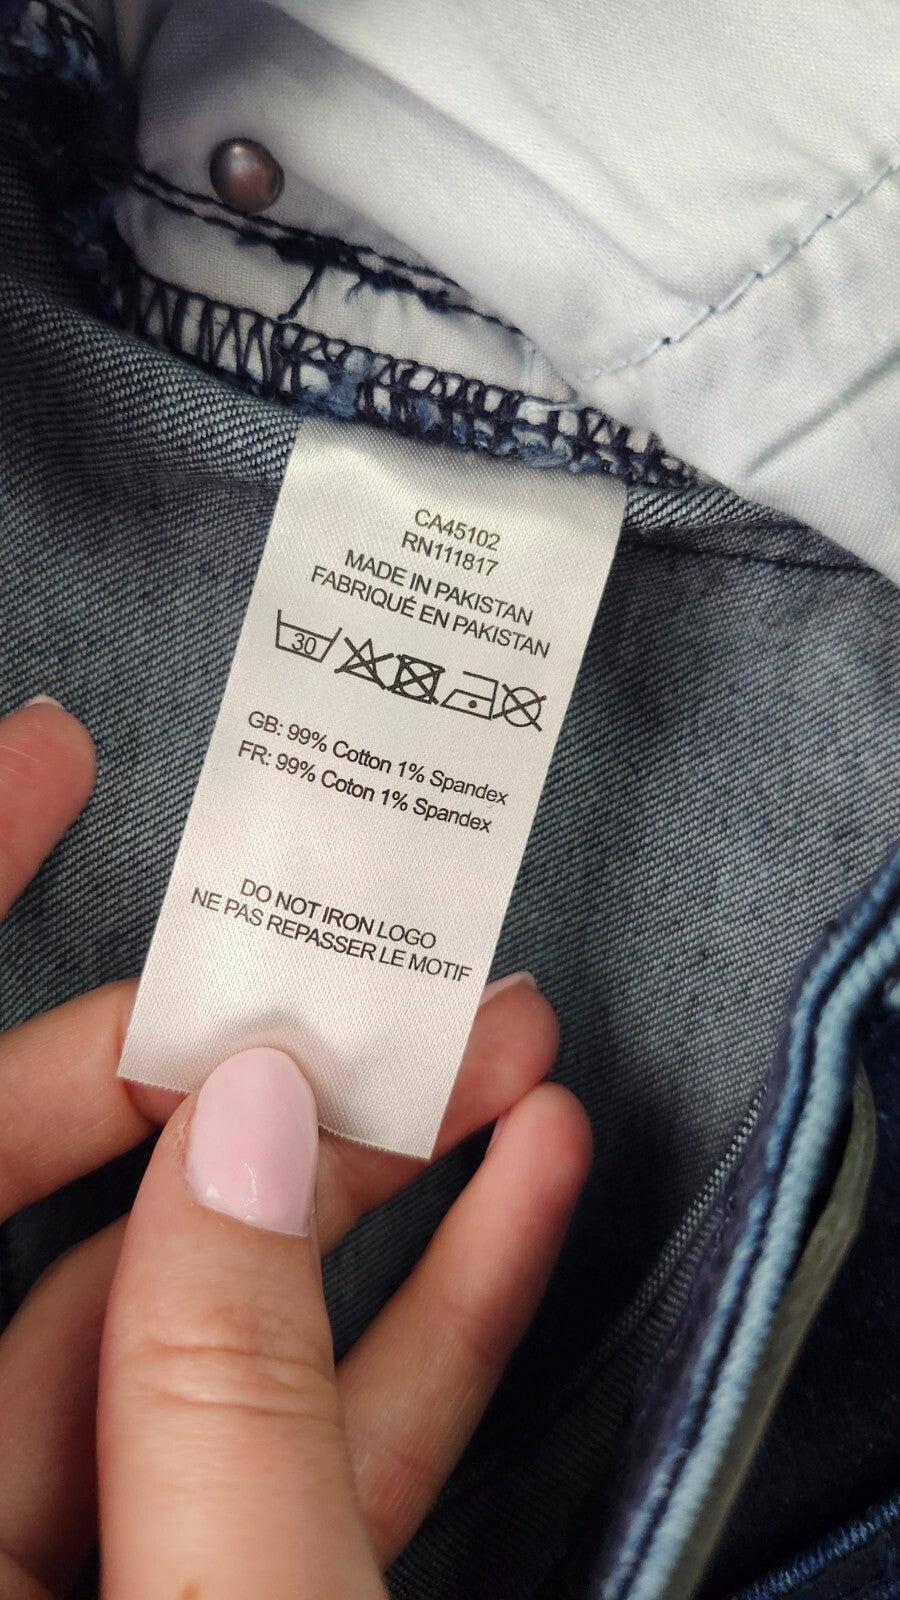 CA45102
RN111817
MADE IN PAKISTAN
FABRIQUÉ EN PAKISTAN
30
GB: 99% Cotton 1% Spandex
FR: 99% Coton 1% Spandex
DO NOT IRON LOGO
NE PAS REPASSER LE MOTIF